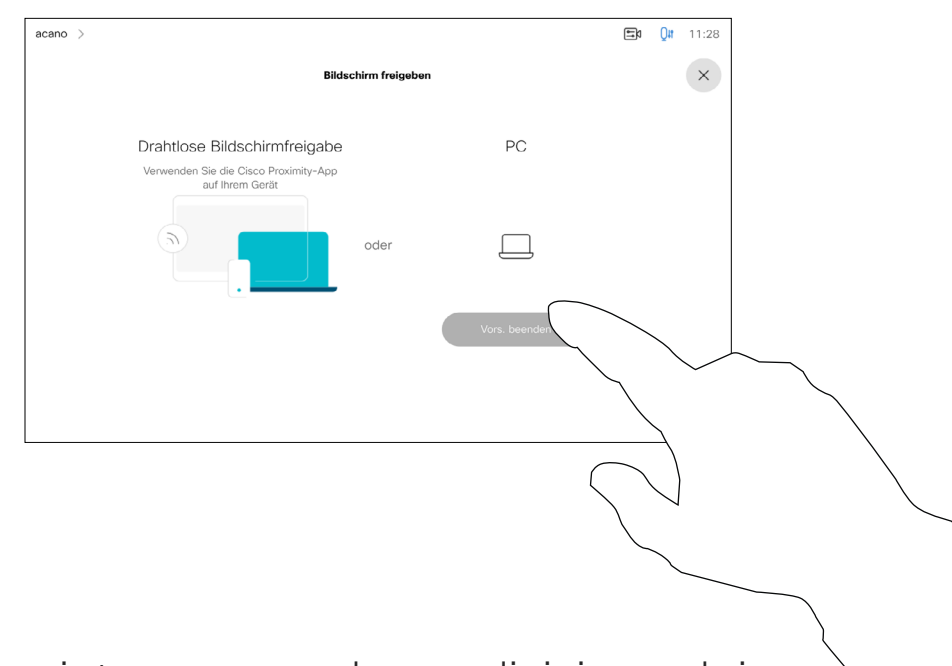 acano >
11:28
Bildschirm freigeben
Drahtlose Bildschirmfreigabe
Verwenden Sie die Cisco Proximity-App
auf Ihrem Gerät
oder
PC
Vors. beenden